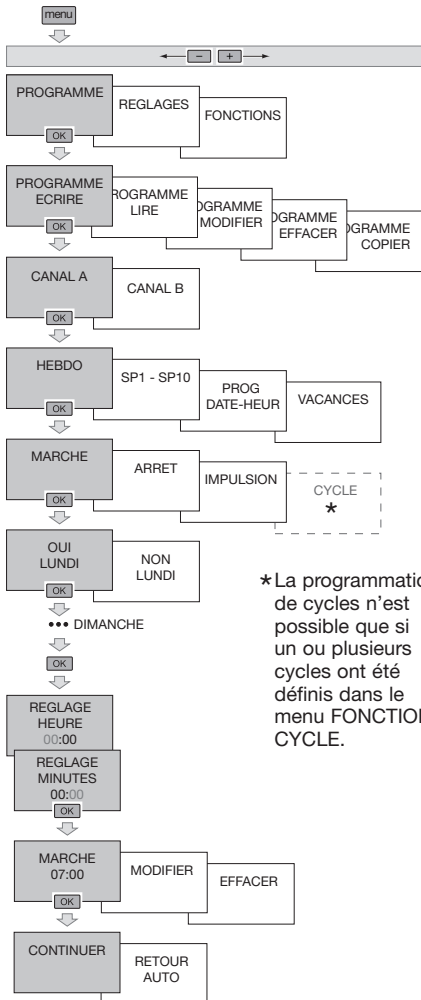 menu
- +
PROGRAMME
REGLAGES
FONCTIONS
OK
PROGRAMME
ECRIRE
ROGRAMME
LIRE
OGRAMME
MODIFIER
OGRAMME
EFFACER
OGRAMME
COPIER
OK
CANAL A
CANAL B
OK
HEBDO
SP1 - SP10
PROG
DATE-HEUR
VACANCES
OK
MARCHE
ARRET
IMPULSION
CYCLE
*
OK
OUI
LUNDI
NON
LUNDI
OK
••• DIMANCHE
OK
* La programmatio
de cycles n’est
possible que si
un ou plusieurs
cycles ont été
définis dans le
menu FONCTION
CYCLE.
REGLAGE
HEURE
00:00
REGLAGE
MINUTES
00:00
OK
MARCHE
07:00
MODIFIER
EFFACER
OK
CONTINUER
RETOUR
AUTO